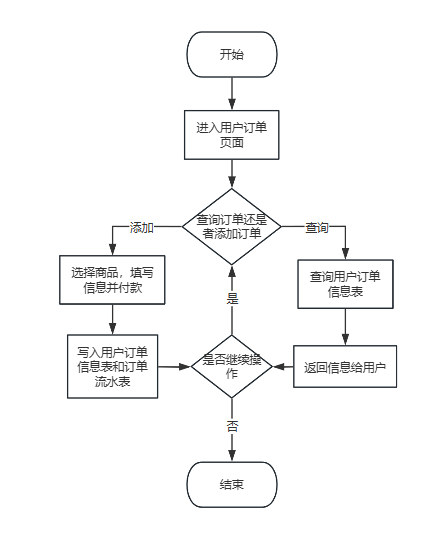 开始
进入用户订单
页面
查询订单还是
者添加订单
添加
查询
选择商品，填写
信息并付款
查询用户订单
信息表
是
写入用户订单
信息表和订单
流水表
是否继续操
作
返回信息给用户
否
结束